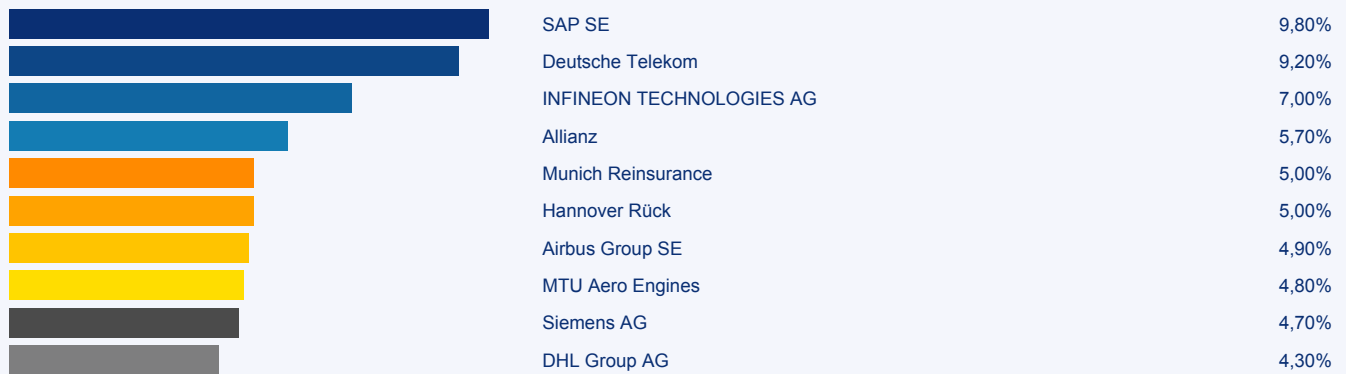 SAP SE 9,80%
Deutsche Telekom 9,20%
INFINEON TECHNOLOGIES AG 7,00%
Allianz 5,70%
Munich Reinsurance 5,00%
Hannover Rück 5,00%
Airbus Group SE 4,90%
MTU Aero Engines 4,80%
Siemens AG 4,70%
DHL Group AG 4,30%